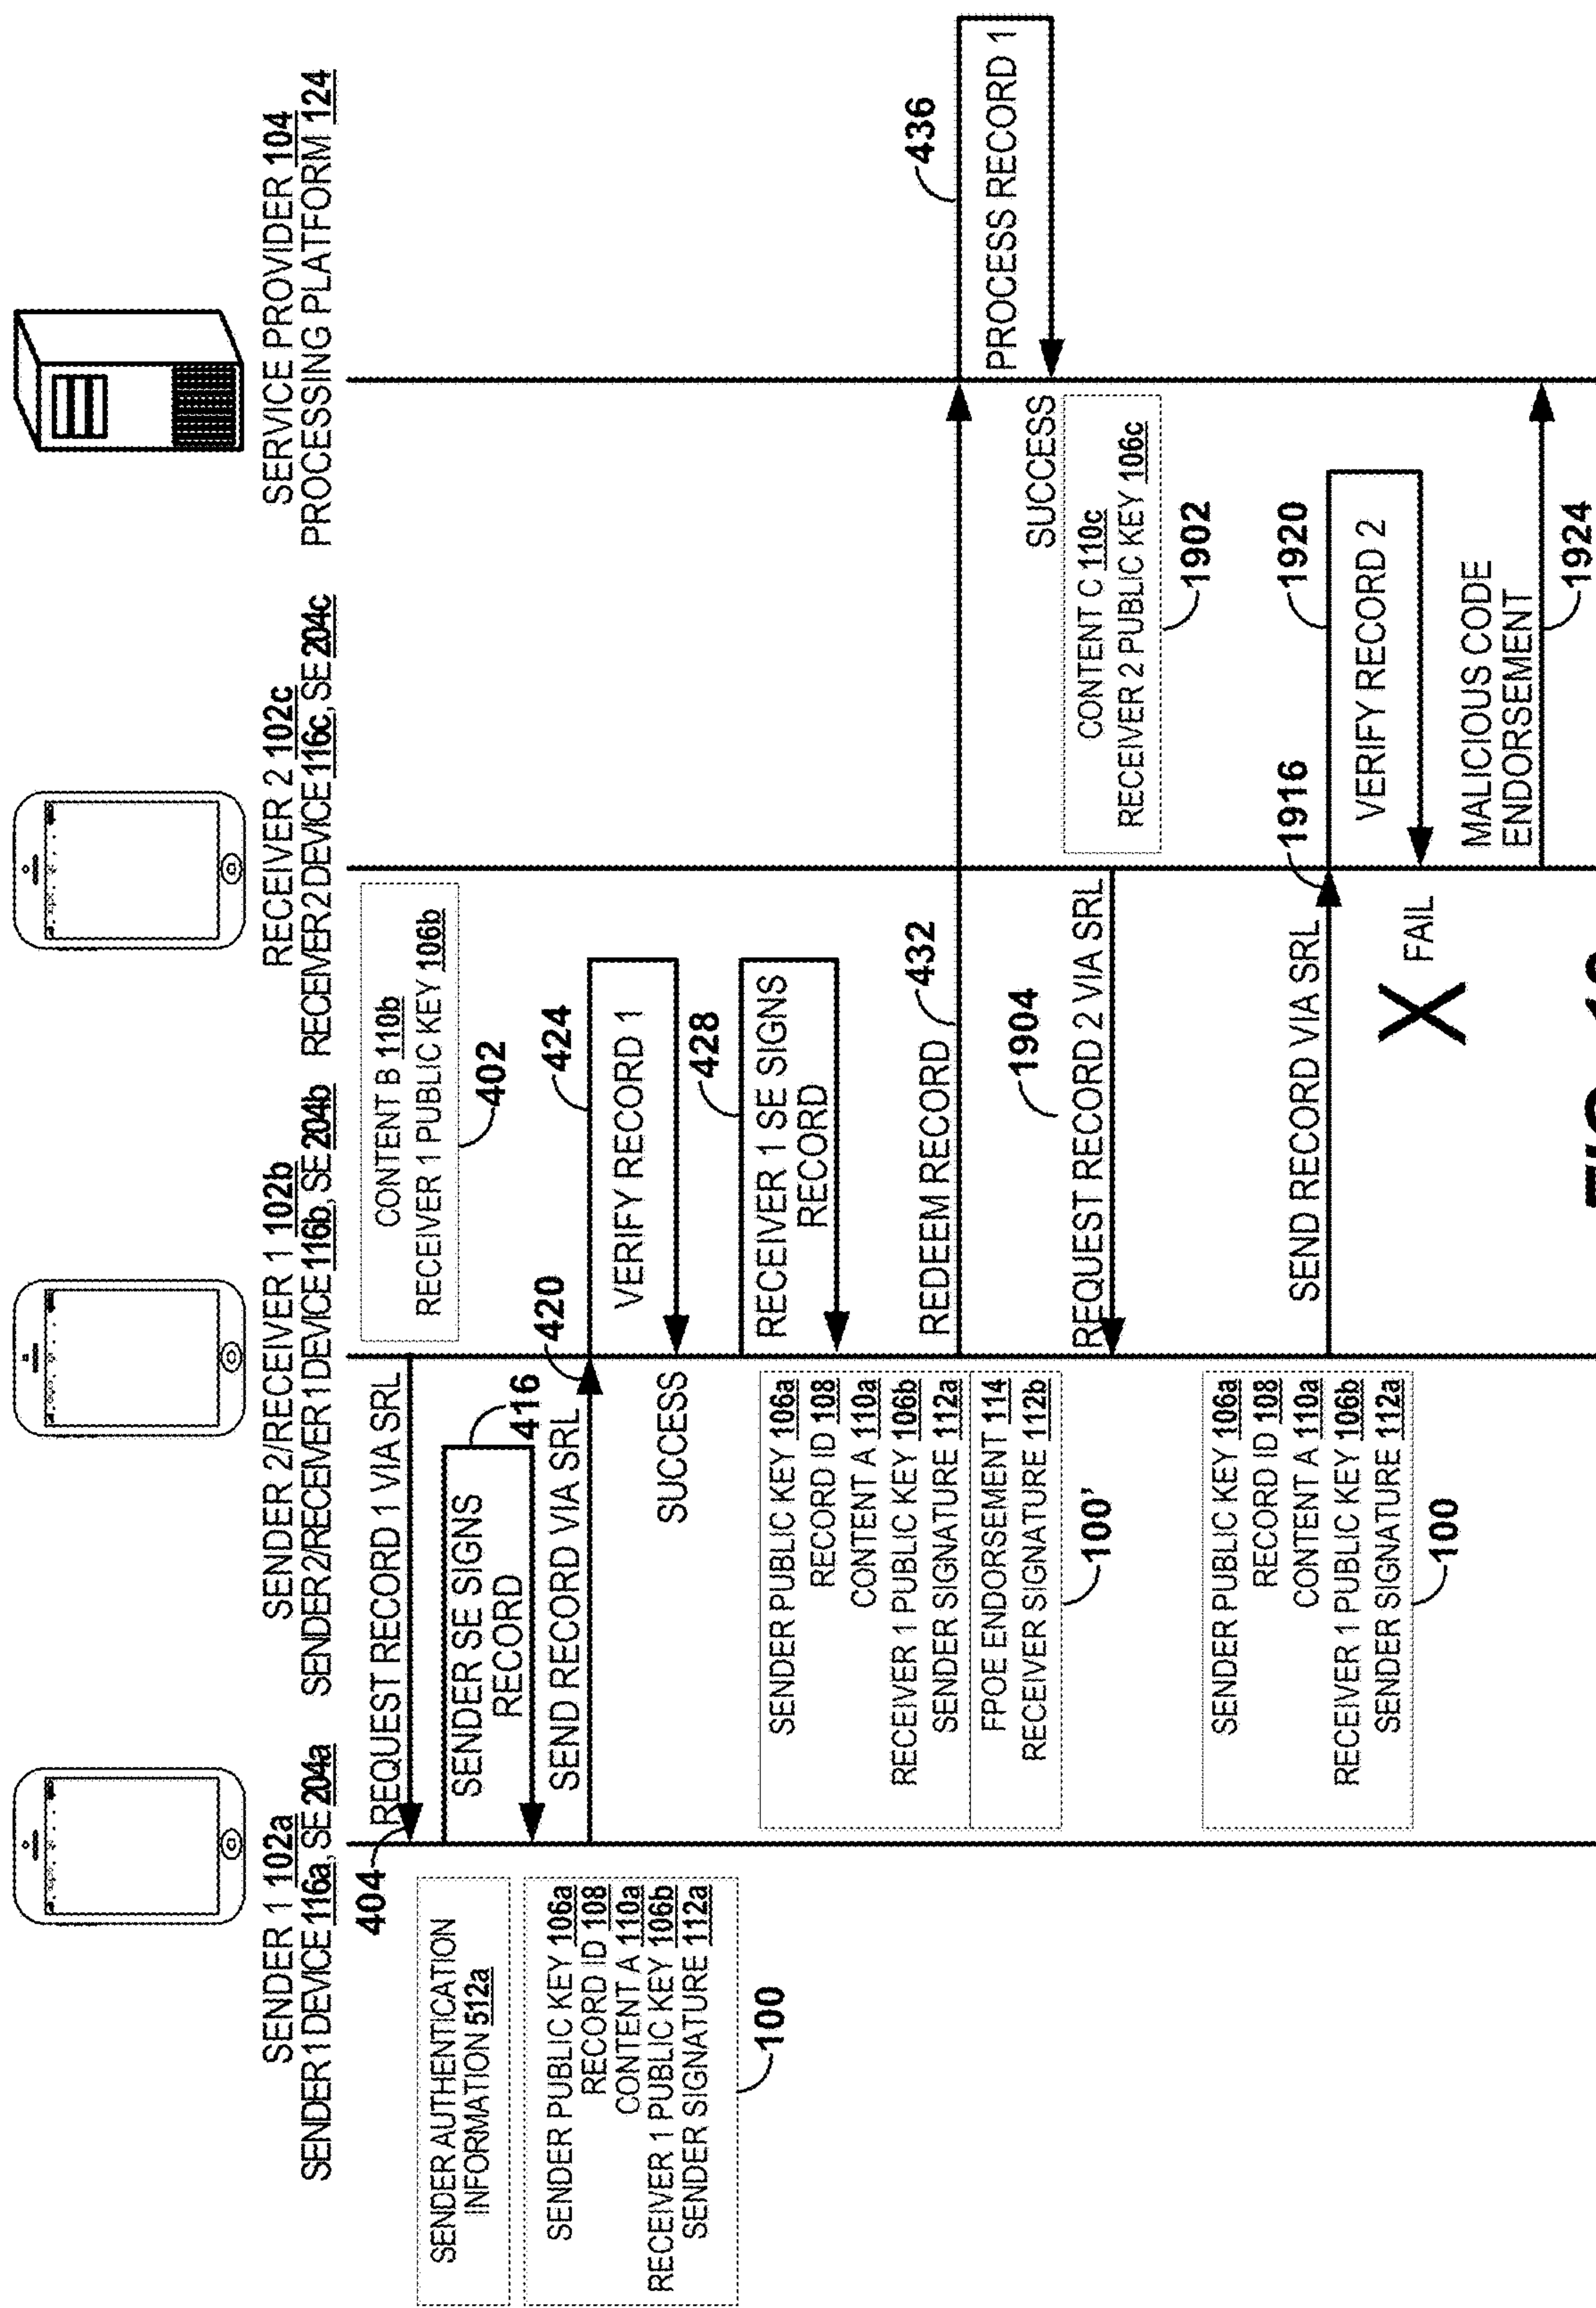 SENDER 1 102a
SENDER 1 DEVICE 116a, SE 204a
SENDER 2/RECEIVER 1 102b
SENDER2/RECEIVER 1 DEVICE 116b, SE 204b
RECEIVER 2 102c
RECEIVER 2 DEVICE 116c, SE 204c
SERVICE PROVIDER 104
PROCESSING PLATFORM 124
CONTENT B 110b
RECEIVER 1 PUBLIC KEY 106b
402
REQUEST RECORD 1 VIA SRL
404
SENDER AUTHENTICATION
INFORMATION 512a
SENDER SE SIGNS
RECORD
416
SENDER PUBLIC KEY 106a
RECORD ID 108
CONTENT A 110a
RECEIVER 1 PUBLIC KEY 106b
SENDER SIGNATURE 112a
100
SEND RECORD VIA SRL
420
424
VERIFY RECORD 1
SUCCESS
428
RECEIVER 1 SE SIGNS
RECORD
SENDER PUBLIC KEY 106a
RECORD ID 108
CONTENT A 110a
RECEIVER 1 PUBLIC KEY 106b
SENDER SIGNATURE 112a
FPOE ENDORSEMENT 114
RECEIVER SIGNATURE 112b
100'
REDEEM RECORD
432
436
PROCESS RECORD 1
SUCCESS
CONTENT C 110c
RECEIVER 2 PUBLIC KEY 106c
1902
1904
REQUEST RECORD 2 VIA SRL
SENDER PUBLIC KEY 106a
RECORD ID 108
CONTENT A 110a
RECEIVER 1 PUBLIC KEY 106b
SENDER SIGNATURE 112a
100
SEND RECORD VIA SRL
1916
1920
VERIFY RECORD 2
X
FAIL
MALICIOUS CODE
ENDORSEMENT
1924